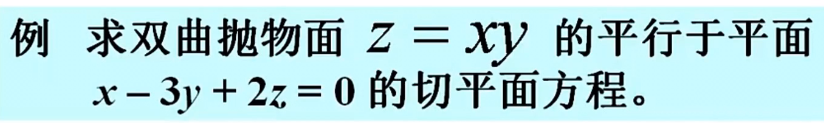 例 求双曲抛物面 z = xy 的平行于平面
x − 3y + 2z = 0 的切平面方程。